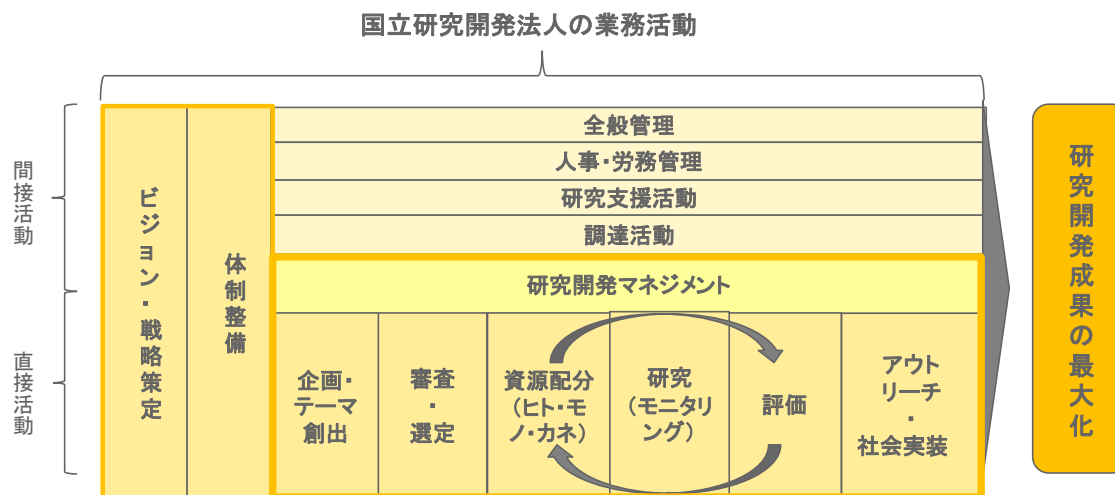 国立研究開発法人の業務活動
間接活動
直接活動
ビジョン・戦略策定
体制整備
全般管理
人事・労務管理
研究支援活動
調達活動
研究開発マネジメント
企画・
テーマ
創出
審査
・
選定
資源配分
(ヒト・モ
ノ・カネ)
研究
(モニタリ
ング)
評価
アウト
リーチ
・
社会実装
研究開発成果の最大化